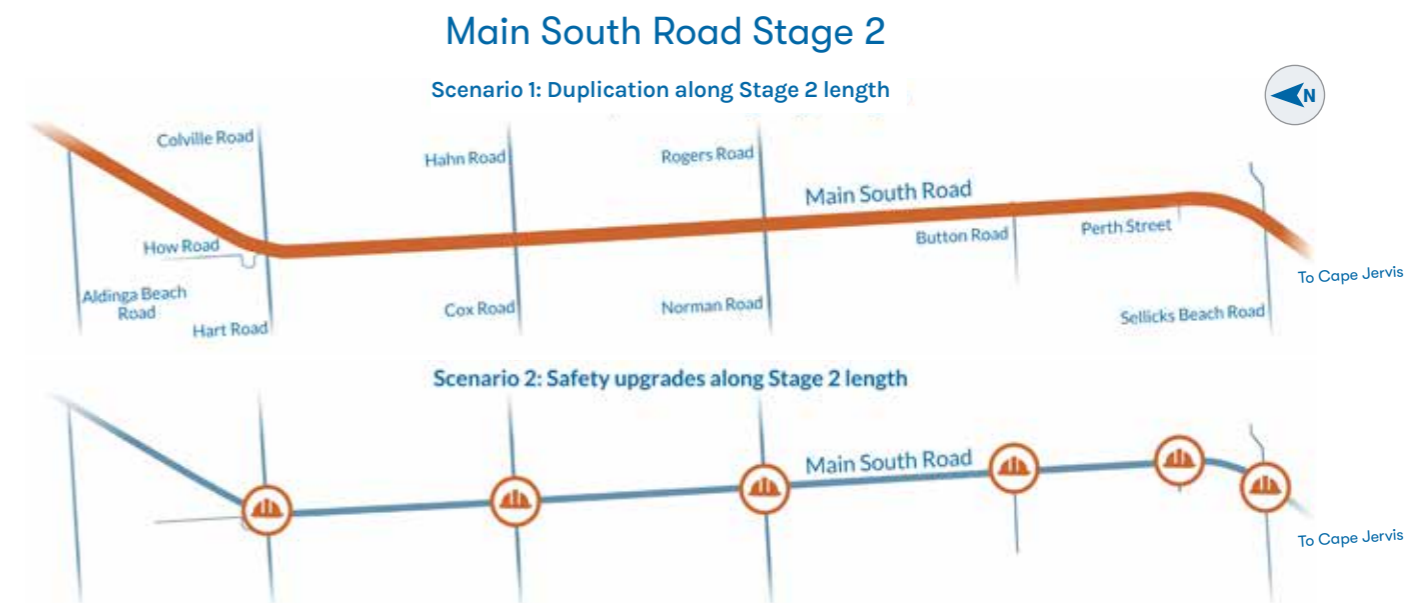 Main South Road Stage 2
Scenario 1: Duplication along Stage 2 length
N
Colville Road
Hahn Road
Rogers Road
Main South Road
How Road
Button Road
Perth Street
To Cape Jervis
Aldinga Beach
Road
Hart Road
Cox Road
Norman Road
Sellicks Beach Road
Scenario 2: Safety upgrades along Stage 2 length
Main South Road
To Cape Jervis